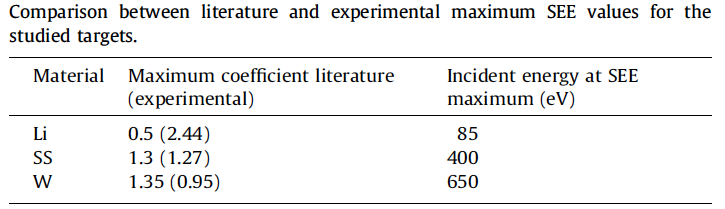 Comparison between literature and experimental maximum SEE values for the
studied targets.
Material Maximum coefficient literature Incident energy at SEE
(experimental) maximum (eV)
Li 0.5 (2.44) 85
SS 1.3 (1.27) 400
W 1.35 (0.95) 650